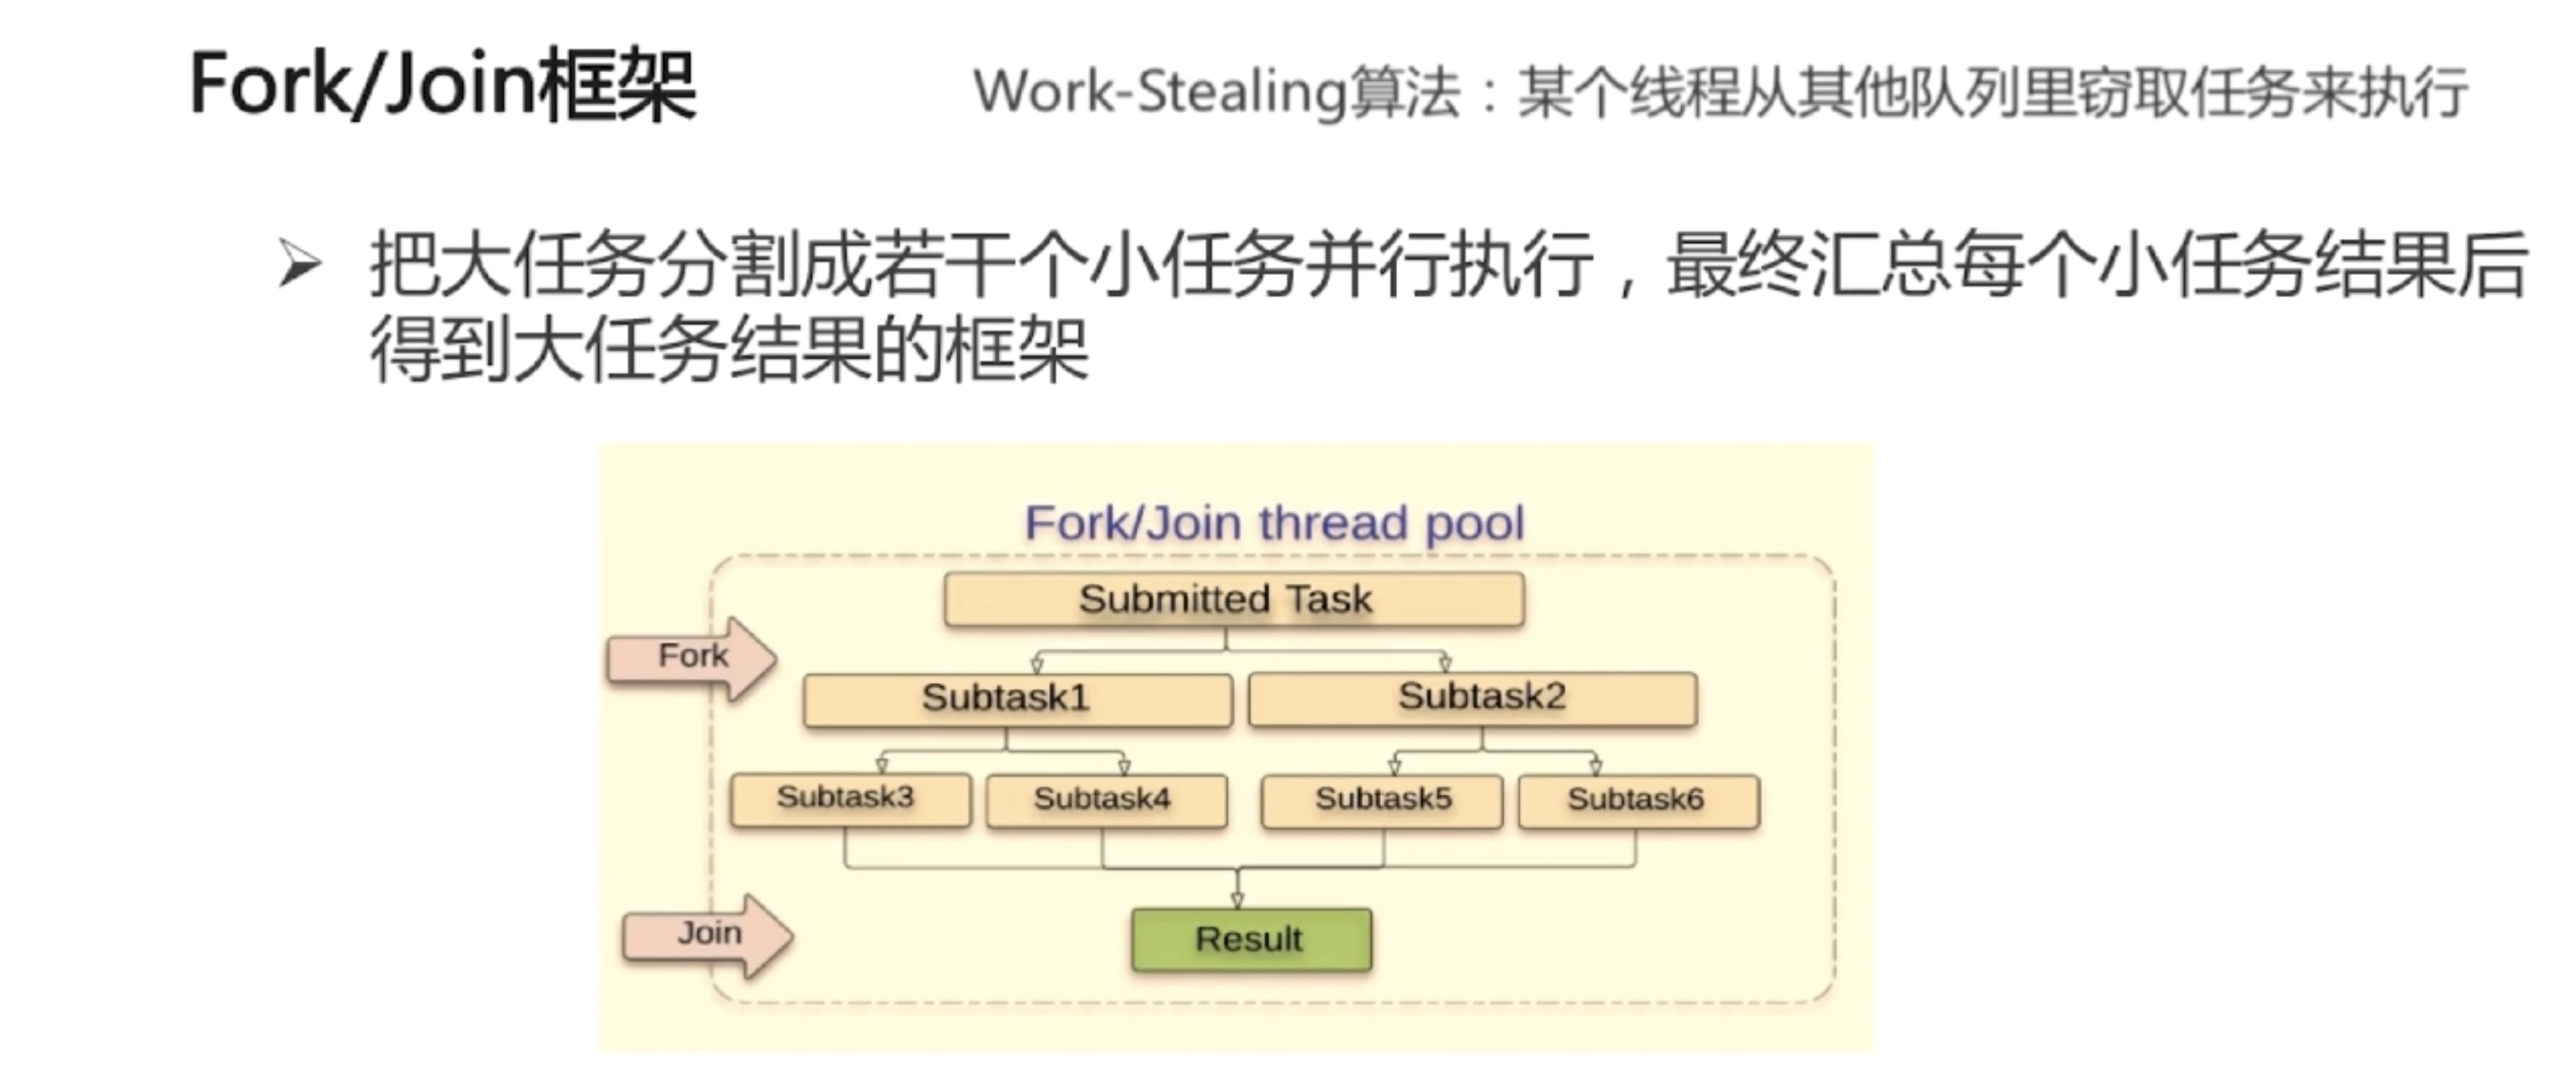 Fork/Join框架
Work-Stealing算法：某个线程从其他队列里窃取任务来执行
把大任务分割成若干个小任务并行执行，最终汇总每个小任务结果后
得到大任务结果的框架
Fork/Join thread pool
Submitted Task
Fork
Subtask1
Subtask2
Subtask3
Subtask4
Subtask5
Subtask6
Join
Result